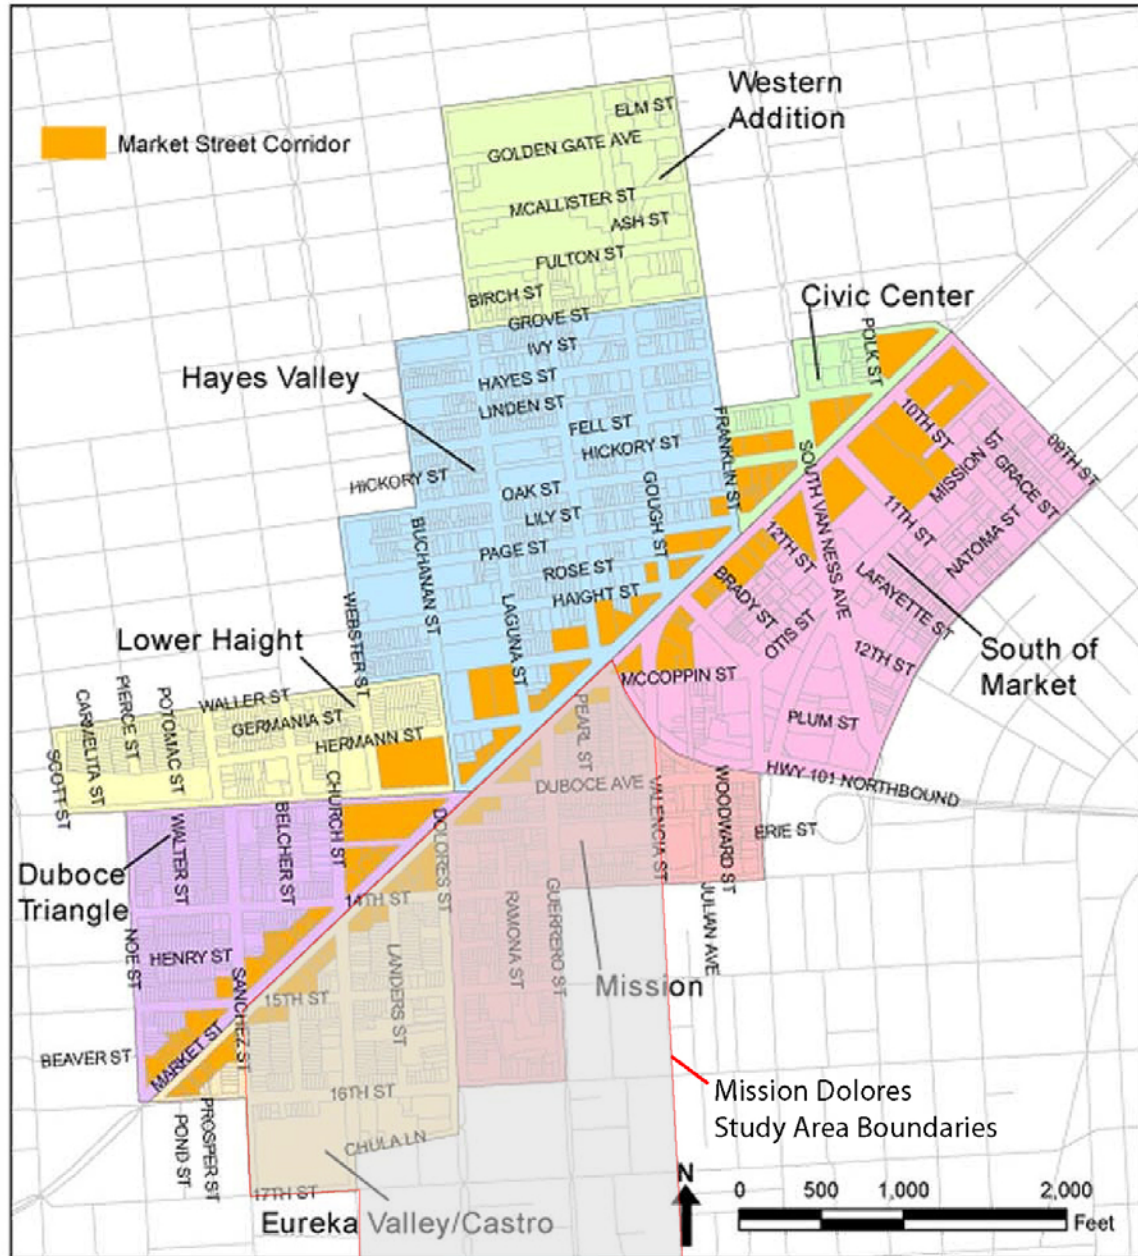 Western
Addition
Market Street Corridor
ELM ST
GOLDEN GATE AVE
MCALLISTER ST
ASH ST
FULTON ST
BIRCH ST
GROVE ST
IVY ST
Civic Center
POLK ST
Hayes Valley
HAYES ST
LINDEN ST
FELL ST
HICKORY ST
FRANKLIN ST
10TH ST
09TH ST
HICKORY ST
OAK ST
LILY ST
GOUGH ST
SOUTH VAN NESS AVE
MISSION ST
GRACE ST
11TH ST
NATOMA ST
BUCHANAN ST
PAGE ST
ROSE ST
HAIGHT ST
12TH ST
BRADY ST
LAFAYETTE ST
OTIS ST
12TH ST
WEBSTER ST
LAGUNA ST
Lower Haight
South of
Market
MCCOPPIN ST
PLUM ST
HWY 101 NORTHBOUND
WALLER ST
GERMANIA ST
HERMANN ST
SCOTT ST
CARMELITA ST
PIERCE ST
POTOMAC ST
PEARL ST
DUBOCE AVE
VALENCIA ST
WOODWARD ST
ERIE ST
CHURCH ST
BELCHER ST
WALTER ST
DOLORES ST
Duboce
Triangle
14TH ST
RAMONA ST
GUERRERO ST
JULIAN AVE
NOE ST
HENRY ST
SANCHEZ ST
LANDERS ST
15TH ST
Mission
BEAVER ST
MARKET ST
16TH ST
Mission Dolores
Study Area Boundaries
POND ST
PROSPER ST
CHULA LN
17TH ST
Eureka Valley/Castro
N
0 500 1,000 2,000
Feet